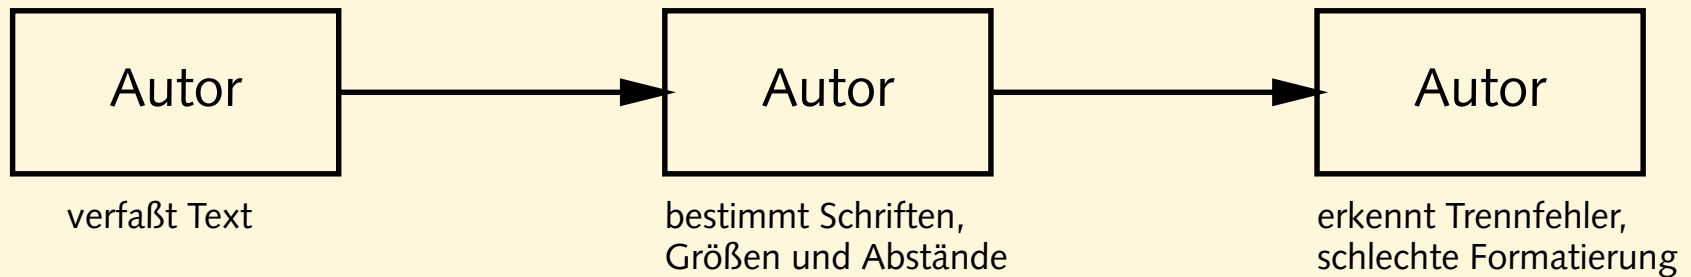 Autor
Autor
Autor
verfaßt Text
bestimmt Schriften,
Größen und Abstände
erkennt Trennfehler,
schlechte Formatierung